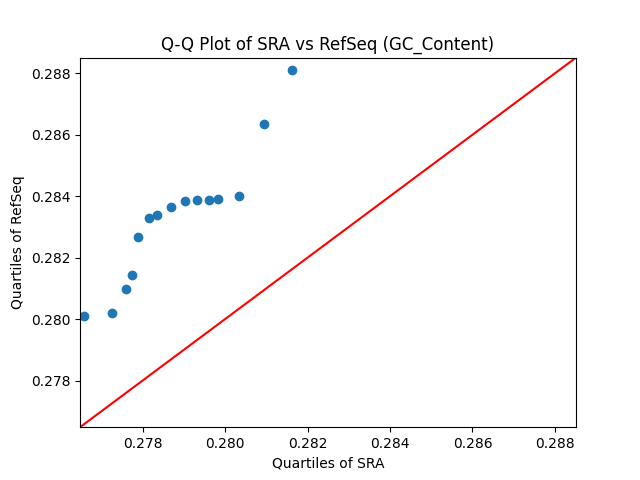 Q-Q Plot of SRA vs RefSeq (GC_Content)
0.288
0.286
0.284
0.282
0.280
0.278
Quartiles of RefSeq
0.278 0.280 0.282 0.284 0.286 0.288
Quartiles of SRA